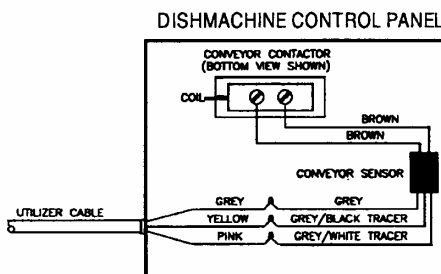 DISHMACHINE CONTROL PANEL
CONVEYOR CONTACTOR
(BOTTOM VIEW SHOWN)
COIL
BROWN
BROWN
CONVEYOR SENSOR
UTILIZER CABLE
GREY GREY
YELLOW GREY/BLACK TRACER
PINK GREY/WHITE TRACER